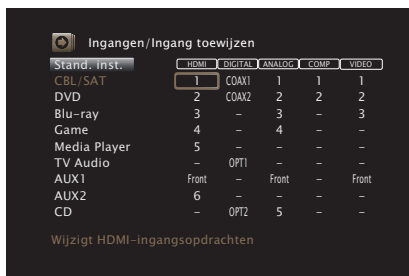 Ingangen/Ingang toewijzen
Stand. inst. HDMI DIGITAL ANALOG COMP VIDEO
CBL/SAT 1 COAX1 1 1 1
DVD 2 COAX2 2 2 2
Blu-ray 3 – 3 – 3
Game 4 – 4 – –
Media Player 5 – – – –
TV Audio – OPT1 – – –
AUX1 Front – Front – Front
AUX2 6 – – – –
CD – OPT2 5 – –
Wijzigt HDMI-ingangsopdrachten